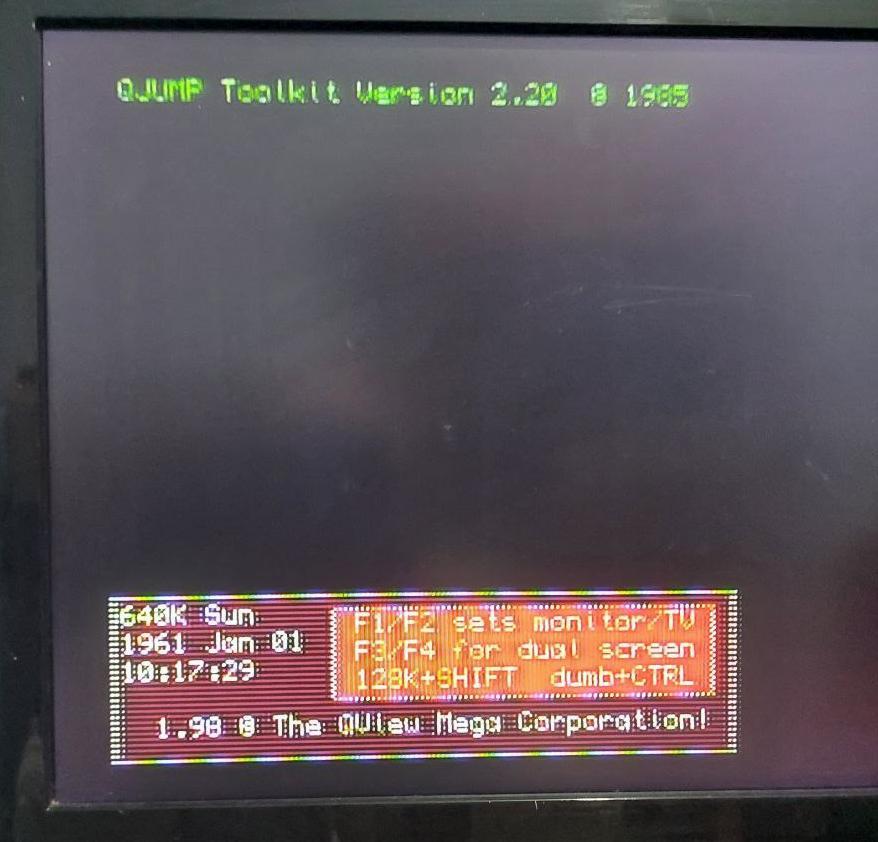 QJUMP Toolkit Version 2.20 © 1985
640K Sun
1961 Jan 01
10:17:29
F1/F2 sets monitor/TV
F3/F4 for dual screen
128K+SHIFT dumb+CTRL
1.98 © The QView Mega Corporation!